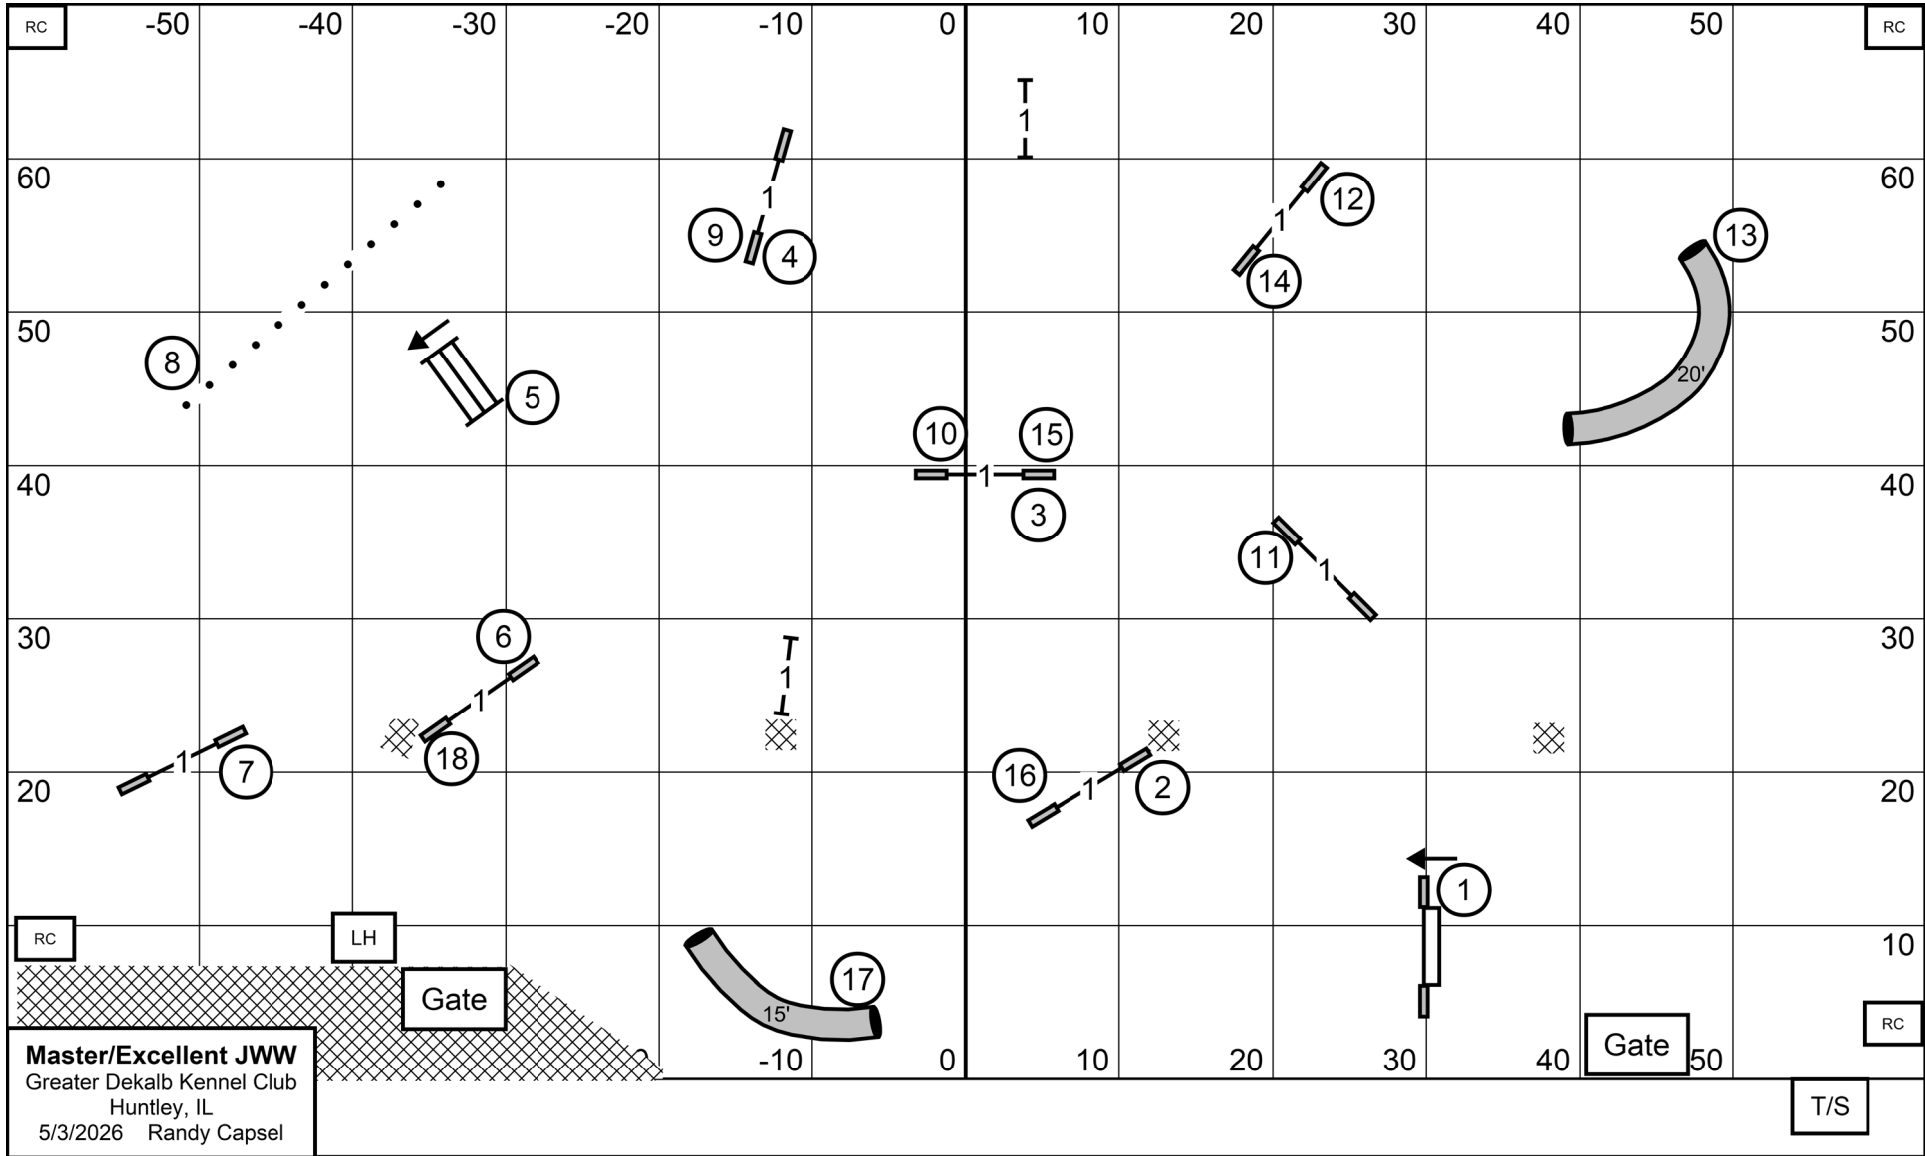 RC -50 -40 -30 -20 -10 0 10 20 30 40 50 RC
1
60 1 12 60
9 4 1 13
14
50 50
8 5 20'
10 15
40 1 40
3
11 1
6
30 30
1 1
18 16 2
1 7 1
20 20
1
RC LH 10
17
Gate 15' RC
-10 0 10 20 30 40 Gate 50
Master/Excellent JWW
Greater Dekalb Kennel Club
Huntley, IL
5/3/2026 Randy Capsel
T/S